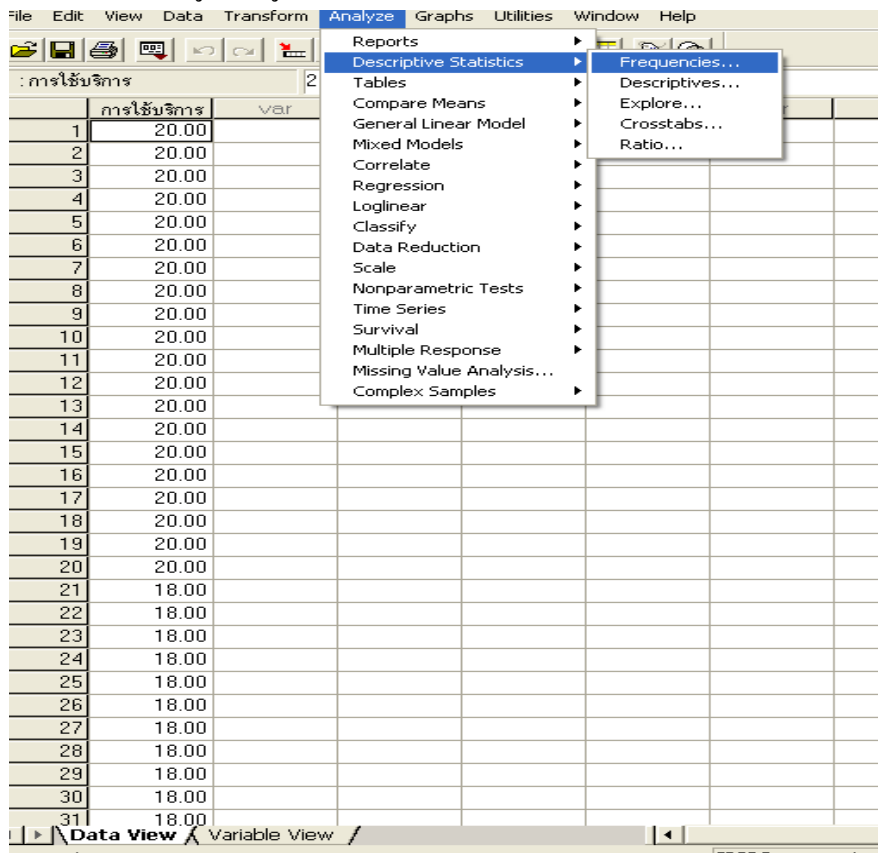 File Edit View Data Transform Analyze Graphs Utilities Window Help
: การใช้บริการ 2
การใช้บริการ var
Reports
Descriptive Statistics
Tables
Compare Means
General Linear Model
Mixed Models
Correlate
Regression
Loglinear
Classify
Data Reduction
Scale
Nonparametric Tests
Time Series
Survival
Multiple Response
Missing Value Analysis...
Complex Samples
Frequencies...
Descriptives...
Explore...
Crosstabs...
Ratio...
1 20.00
2 20.00
3 20.00
4 20.00
5 20.00
6 20.00
7 20.00
8 20.00
9 20.00
10 20.00
11 20.00
12 20.00
13 20.00
14 20.00
15 20.00
16 20.00
17 20.00
18 20.00
19 20.00
20 20.00
21 18.00
22 18.00
23 18.00
24 18.00
25 18.00
26 18.00
27 18.00
28 18.00
29 18.00
30 18.00
31 18.00
Data View Variable View